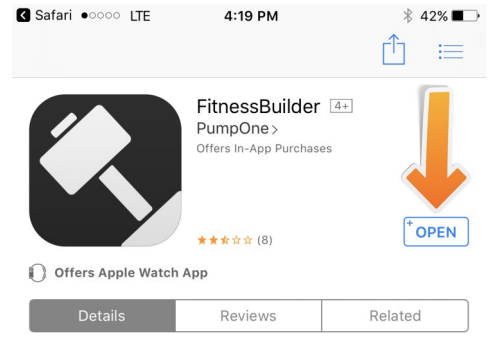 Safari LTE 4:19 PM 42%
FitnessBuilder 4+
PumpOne >
Offers In-App Purchases
(8)
+ OPEN
Offers Apple Watch App
Details Reviews Related